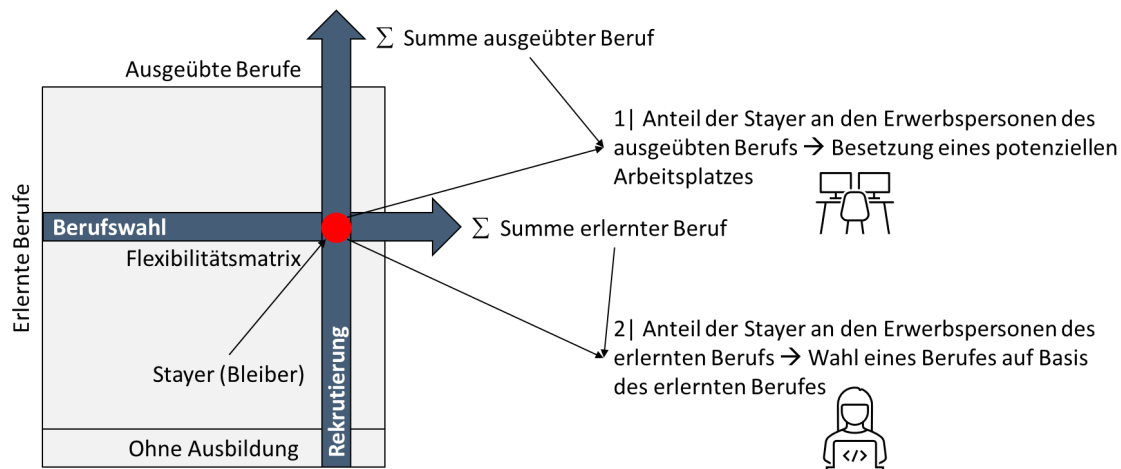 Σ Summe ausgeübter Beruf
Ausgeübte Berufe
1| Anteil der Stayer an den Erwerbspersonen des
ausgeübten Berufs → Besetzung eines potenziellen
Arbeitsplatzes
Erlernte Berufe
Berufswahl
Σ Summe erlernter Beruf
Flexibilitätsmatrix
Rekrutierung
2| Anteil der Stayer an den Erwerbspersonen des
erlernten Berufs → Wahl eines Berufes auf Basis
des erlernten Berufes
Stayer (Bleiber)
Ohne Ausbildung
</>